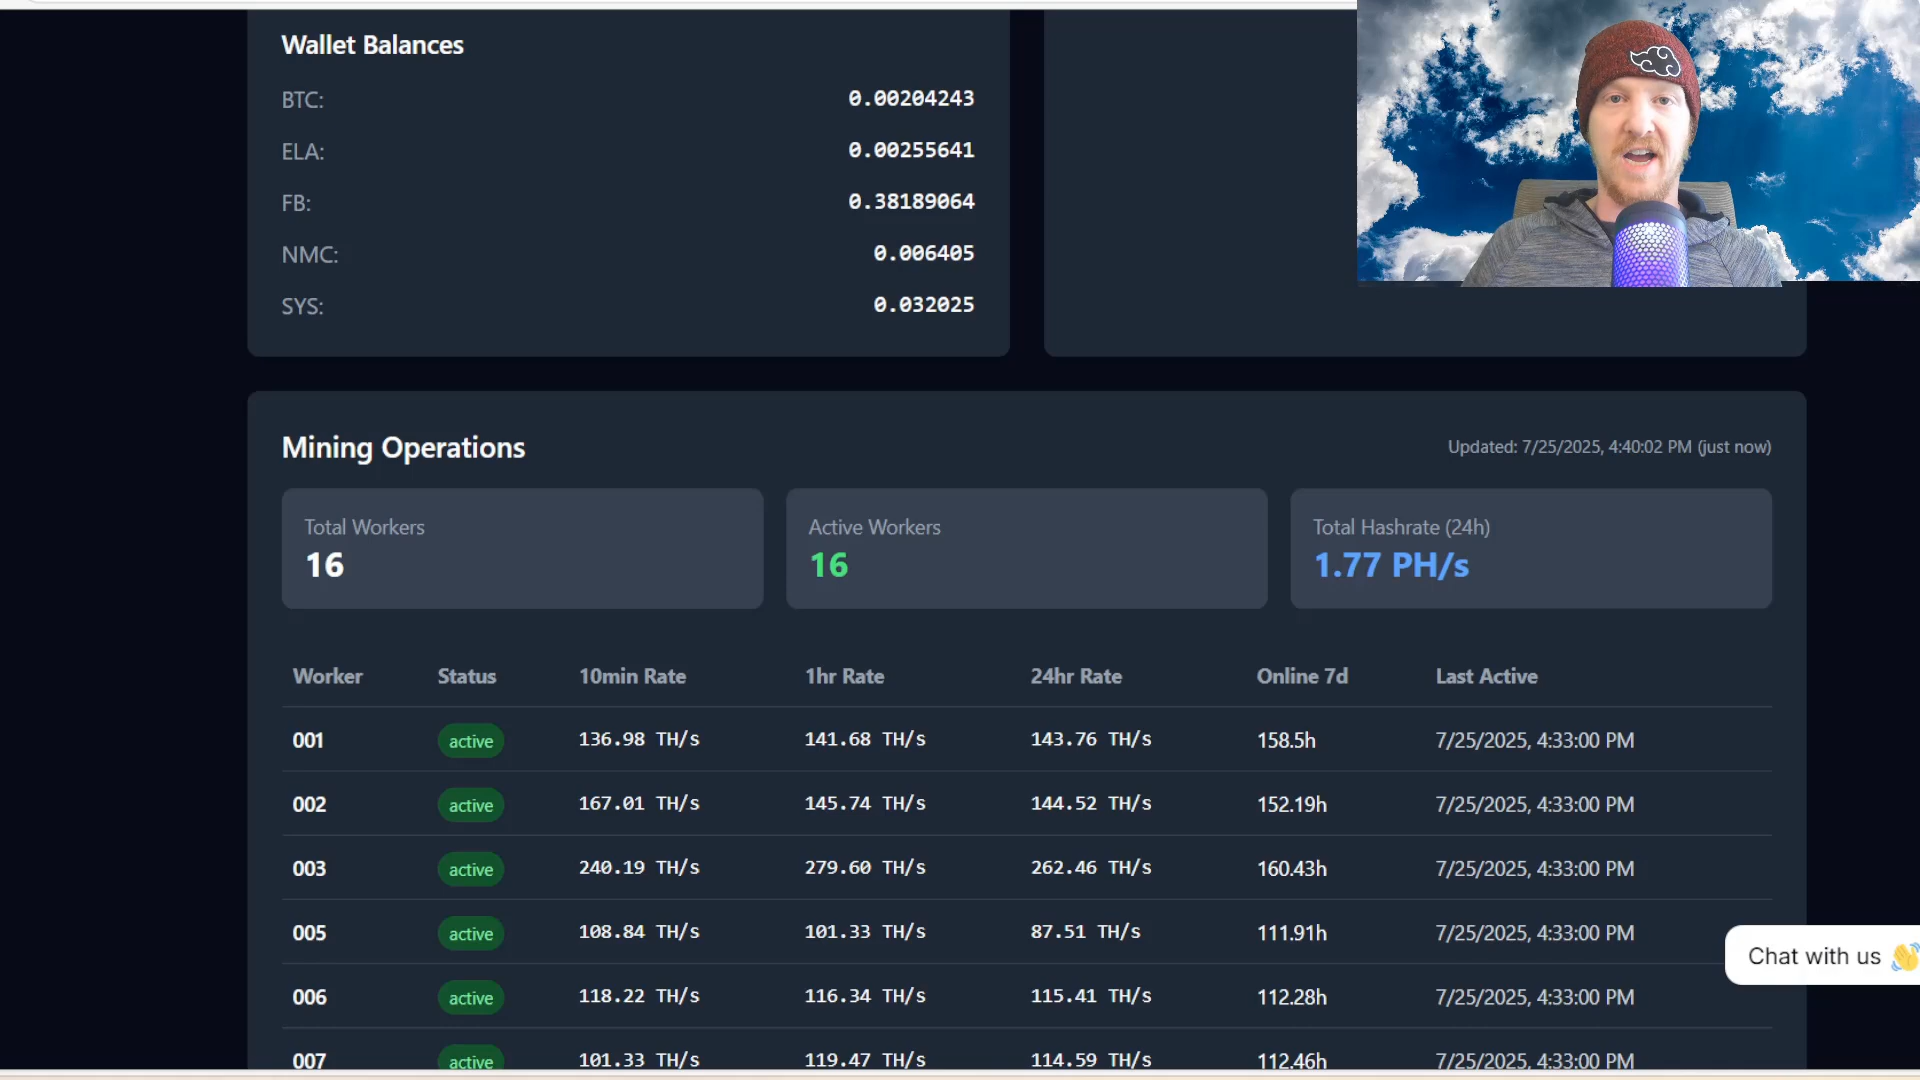 Wallet Balances
BTC: 0.00204243
ELA: 0.00255641
FB: 0.38189064
NMC: 0.006405
SYS: 0.032025
Mining Operations Updated: 7/25/2025, 4:40:02 PM (just now)
Total Workers Active Workers Total Hashrate (24h)
16 16 1.77 PH/s
Worker Status 10min Rate 1hr Rate 24hr Rate Online 7d Last Active
001 active 136.98 TH/s 141.68 TH/s 143.76 TH/s 158.5h 7/25/2025, 4:33:00 PM
002 active 167.01 TH/s 145.74 TH/s 144.52 TH/s 152.19h 7/25/2025, 4:33:00 PM
003 active 240.19 TH/s 279.60 TH/s 262.46 TH/s 160.43h 7/25/2025, 4:33:00 PM
005 active 108.84 TH/s 101.33 TH/s 87.51 TH/s 111.91h 7/25/2025, 4:33:00 PM
Chat with us 👋
006 active 118.22 TH/s 116.34 TH/s 115.41 TH/s 112.28h 7/25/2025, 4:33:00 PM
007 active 101.33 TH/s 119.47 TH/s 114.59 TH/s 112.46h 7/25/2025, 4:33:00 PM